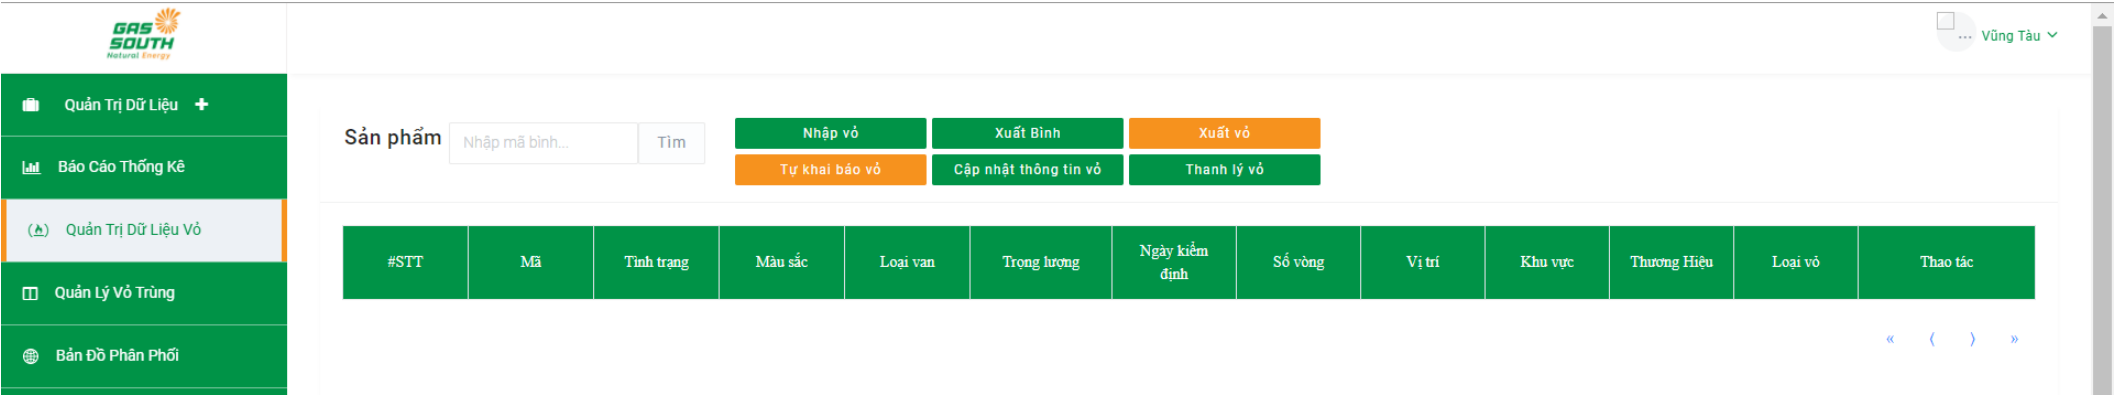 GAS
SOUTH
Natural Energy
... Vũng Tàu
Quản Trị Dữ Liệu
Báo Cáo Thống Kê
Quản Trị Dữ Liệu Vỏ
Quản Lý Vỏ Trùng
Bản Đồ Phân Phối
Sản phẩm Nhập mã bình... Tìm
Nhập vỏ Xuất Bình Xuất vỏ
Tự khai báo vỏ Cập nhật thông tin vỏ Thanh lý vỏ
#STT Mã Tình trạng Màu sắc Loại van Trọng lượng Ngày kiểm định Số vòng Vị trí Khu vực Thương Hiệu Loại vỏ Thao tác
« ⟨ ⟩ »